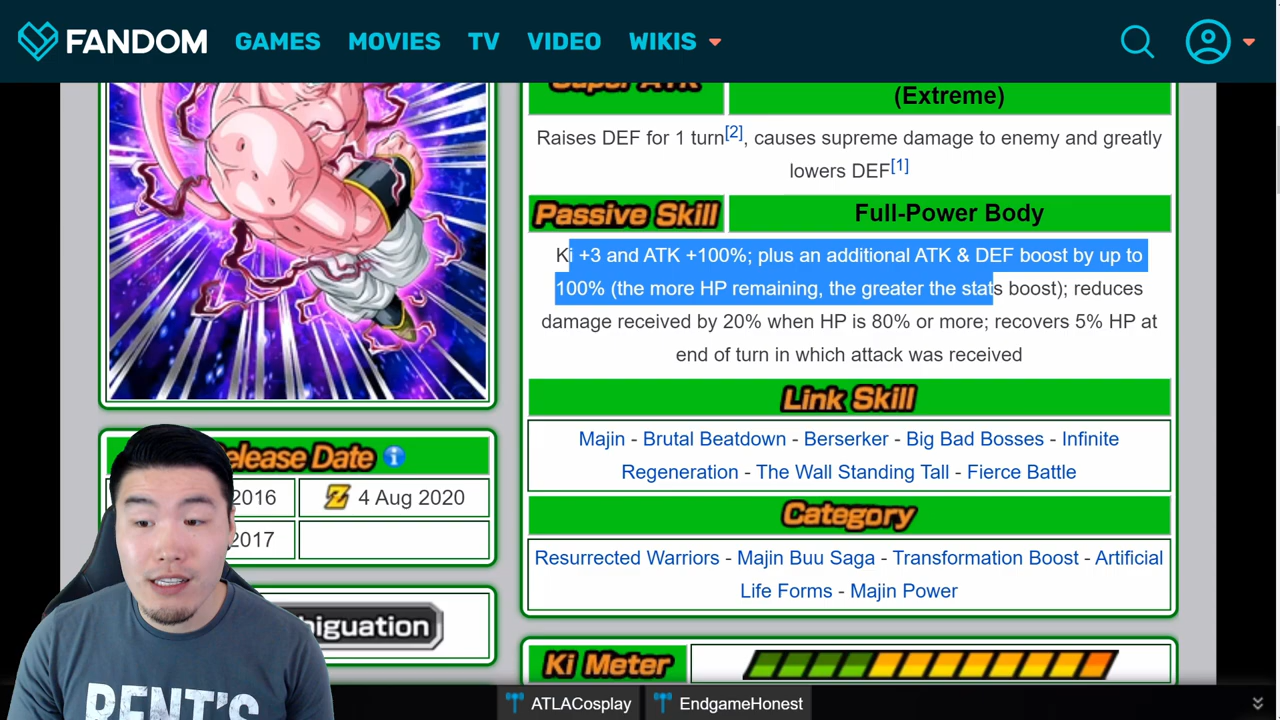 FANDOM GAMES MOVIES TV VIDEO WIKIS
Super ATK
(Extreme)
Raises DEF for 1 turn[2], causes supreme damage to enemy and greatly
lowers DEF[1]
Passive Skill
Full-Power Body
Ki +3 and ATK +100%; plus an additional ATK & DEF boost by up to
100% (the more HP remaining, the greater the stats boost); reduces
damage received by 20% when HP is 80% or more; recovers 5% HP at
end of turn in which attack was received
Link Skill
Majin - Brutal Beatdown - Berserker - Big Bad Bosses - Infinite
Regeneration - The Wall Standing Tall - Fierce Battle
Category
Resurrected Warriors - Majin Buu Saga - Transformation Boost - Artificial
Life Forms - Majin Power
Ki Meter
elease Date
2016
Z 4 Aug 2020
2017
biguation
ATLACosplay
EndgameHonest